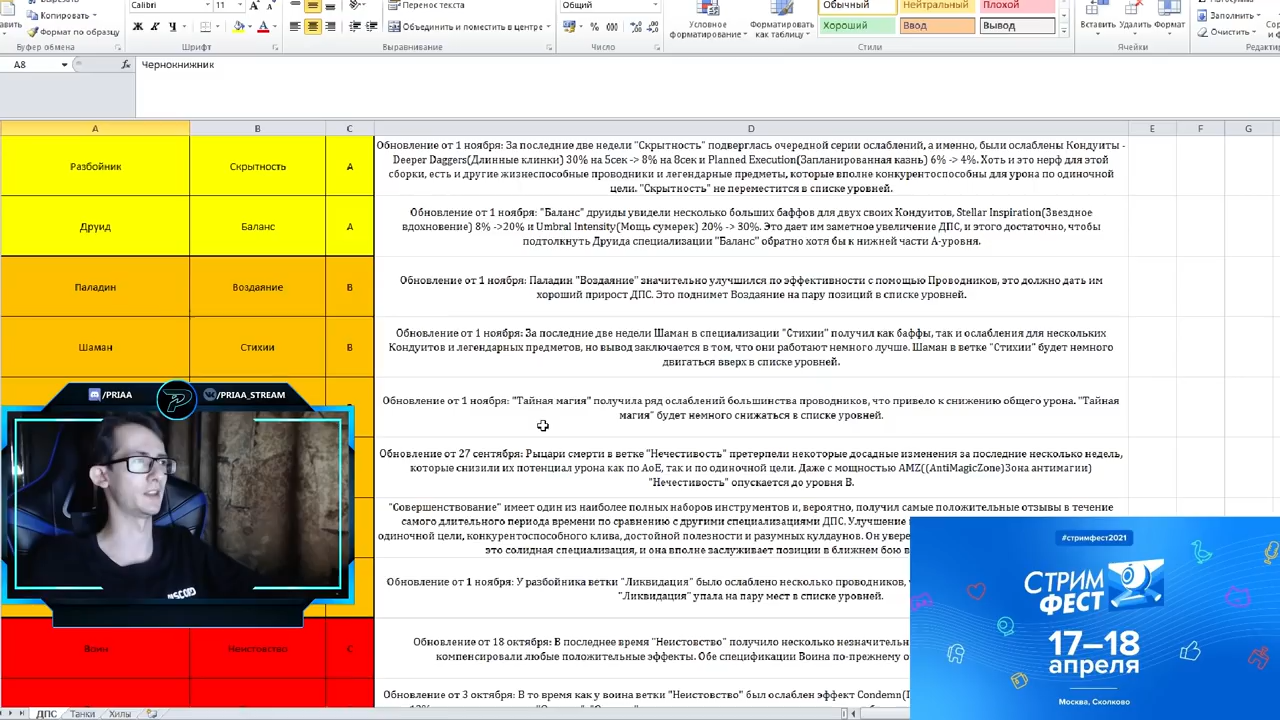 Вырезать
Копировать
Формат по образцу
Буфер обмена
Calibri
11
Ж К Ч
Шрифт
Перенос текста
Объединить и поместить в центре
Выравнивание
Общий
Число
Условное форматирование
Форматировать как таблицу
Обычный
Нейтральный
Плохой
Хороший
Ввод
Вывод
Стили
Вставить
Удалить
Формат
Ячейки
Заполнить
Очистить
A8
fx
Чернокнижник
A B C D E F G
Разбойник
Скрытность
A
Обновление от 1 ноября: За последние две недели "Скрытность" подверглась очередной серии ослаблений, а именно, были ослаблены Кондуиты -
Deeper Daggers(Длинные клинки) 30% на 5сек -> 8% на 8сек и Planned Execution(Запланированная казнь) 6% -> 4%. Хоть и это нерф для этой
сборки, есть и другие жизнеспособные проводники и легендарные предметы, которые вполне конкурентоспособны для урона по одиночной
цели. "Скрытность" не переместится в списке уровней.
Друид
Баланс
A
Обновление от 1 ноября: "Баланс" друиды увидели несколько больших баффов для двух своих Кондуитов, Stellar Inspiration(Звездное
вдохновение) 8% ->20% и Umbral Intensity(Мощь сумерек) 20% -> 30%. Это дает им заметное увеличение ДПС, и этого достаточно, чтобы
подтолкнуть Друида специализации "Баланс" обратно хотя бы к нижней части А-уровня.
Паладин
Воздаяние
B
Обновление от 1 ноября: Паладин "Воздаяние" значительно улучшился по эффективности с помощью Проводников, это должно дать им
хороший прирост ДПС. Это поднимет Воздаяние на пару позиций в списке уровней.
Шаман
Стихии
B
Обновление от 1 ноября: За последние две недели Шаман в специализации "Стихии" получил как баффы, так и ослабления для нескольких
Кондуитов и легендарных предметов, но вывод заключается в том, что они работают немного лучше. Шаман в ветке "Стихии" будет немного
двигаться вверх в списке уровней.
Обновление от 1 ноября: "Тайная магия" получила ряд ослаблений большинства проводников, что привело к снижению общего урона. "Тайная
магия" будет немного снижаться в списке уровней.
Обновление от 27 сентября: Рыцари смерти в ветке "Нечестивость" претерпели некоторые досадные изменения за последние несколько недель,
которые снизили их потенциал урона как по АоЕ, так и по одиночной цели. Даже с мощностью AMZ((AntiMagicZone)Зона антимагии)
"Нечестивость" опускается до уровня В.
"Совершенствование" имеет один из наиболее полных наборов инструментов и, вероятно, получил самые положительные отзывы в течение
самого длительного периода времени по сравнению с другими специализациями ДПС. Улучшение
одиночной цели, конкурентоспособного клива, достойной полезности и разумных кулдаунов. Он увере
это солидная специализация, и она вполне заслуживает позиции в ближнем бою в
Обновление от 1 ноября: У разбойника ветки "Ликвидация" было ослаблено несколько проводников,
"Ликвидация" упала на пару мест в списке уровней.
Воин
Неистовство
C
Обновление от 18 октября: В последнее время "Неистовство" получило несколько незначительн
компенсировали любые положительные эффекты. Обе спецификации Воина по-прежнему о
Обновление от 3 октября: В то время как у воина ветки "Неистовство" был ослаблен эффект Condemn(
/PRIAA
/PRIAA_STREAM
#стримфест2021
СТРИМ
ФЕСТ
17–18
апреля
Москва, Сколково
ДПС
Танки
Хилы